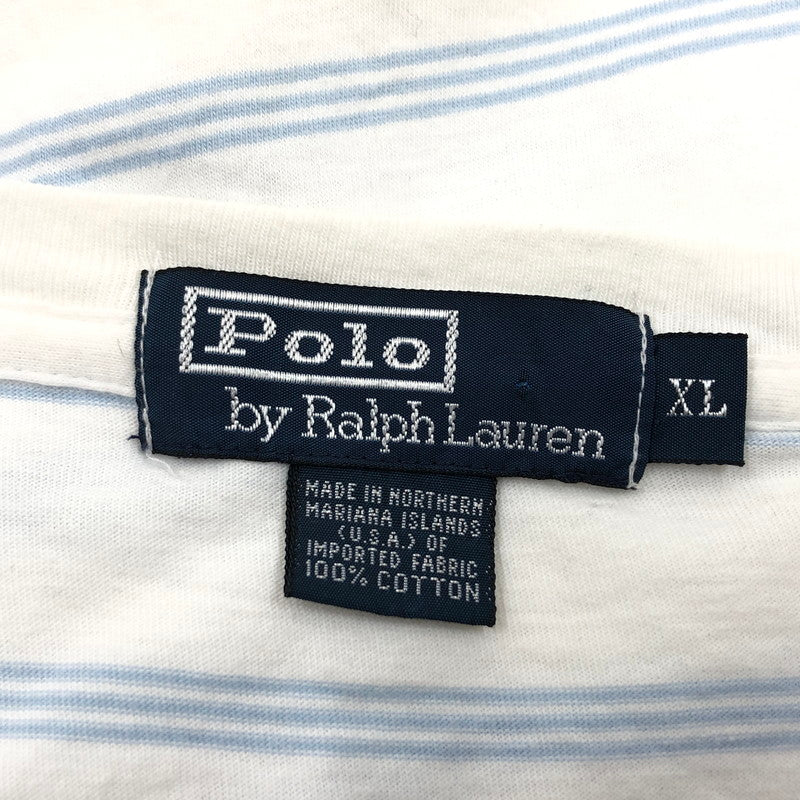 Polo
by Ralph Lauren
XL
MADE IN NORTHERN
MARIANA ISLANDS
(U.S.A.) OF
IMPORTED FABRIC
100% COTTON